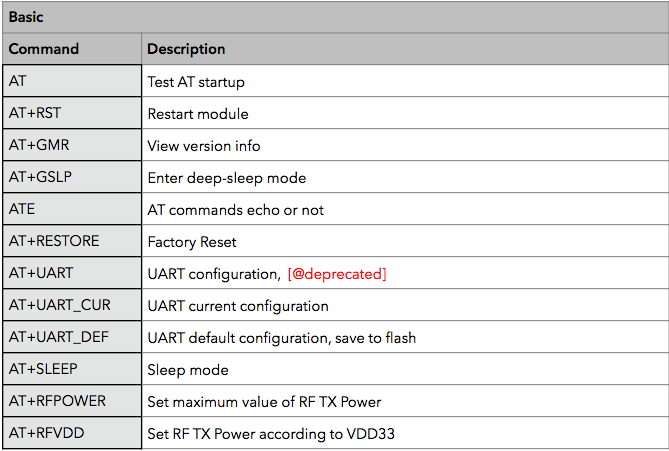 Basic
Command Description
AT Test AT startup
AT+RST Restart module
AT+GMR View version info
AT+GSLP Enter deep-sleep mode
ATE AT commands echo or not
AT+RESTORE Factory Reset
AT+UART UART configuration, [@deprecated]
AT+UART_CUR UART current configuration
AT+UART_DEF UART default configuration, save to flash
AT+SLEEP Sleep mode
AT+RFPOWER Set maximum value of RF TX Power
AT+RFVDD Set RF TX Power according to VDD33